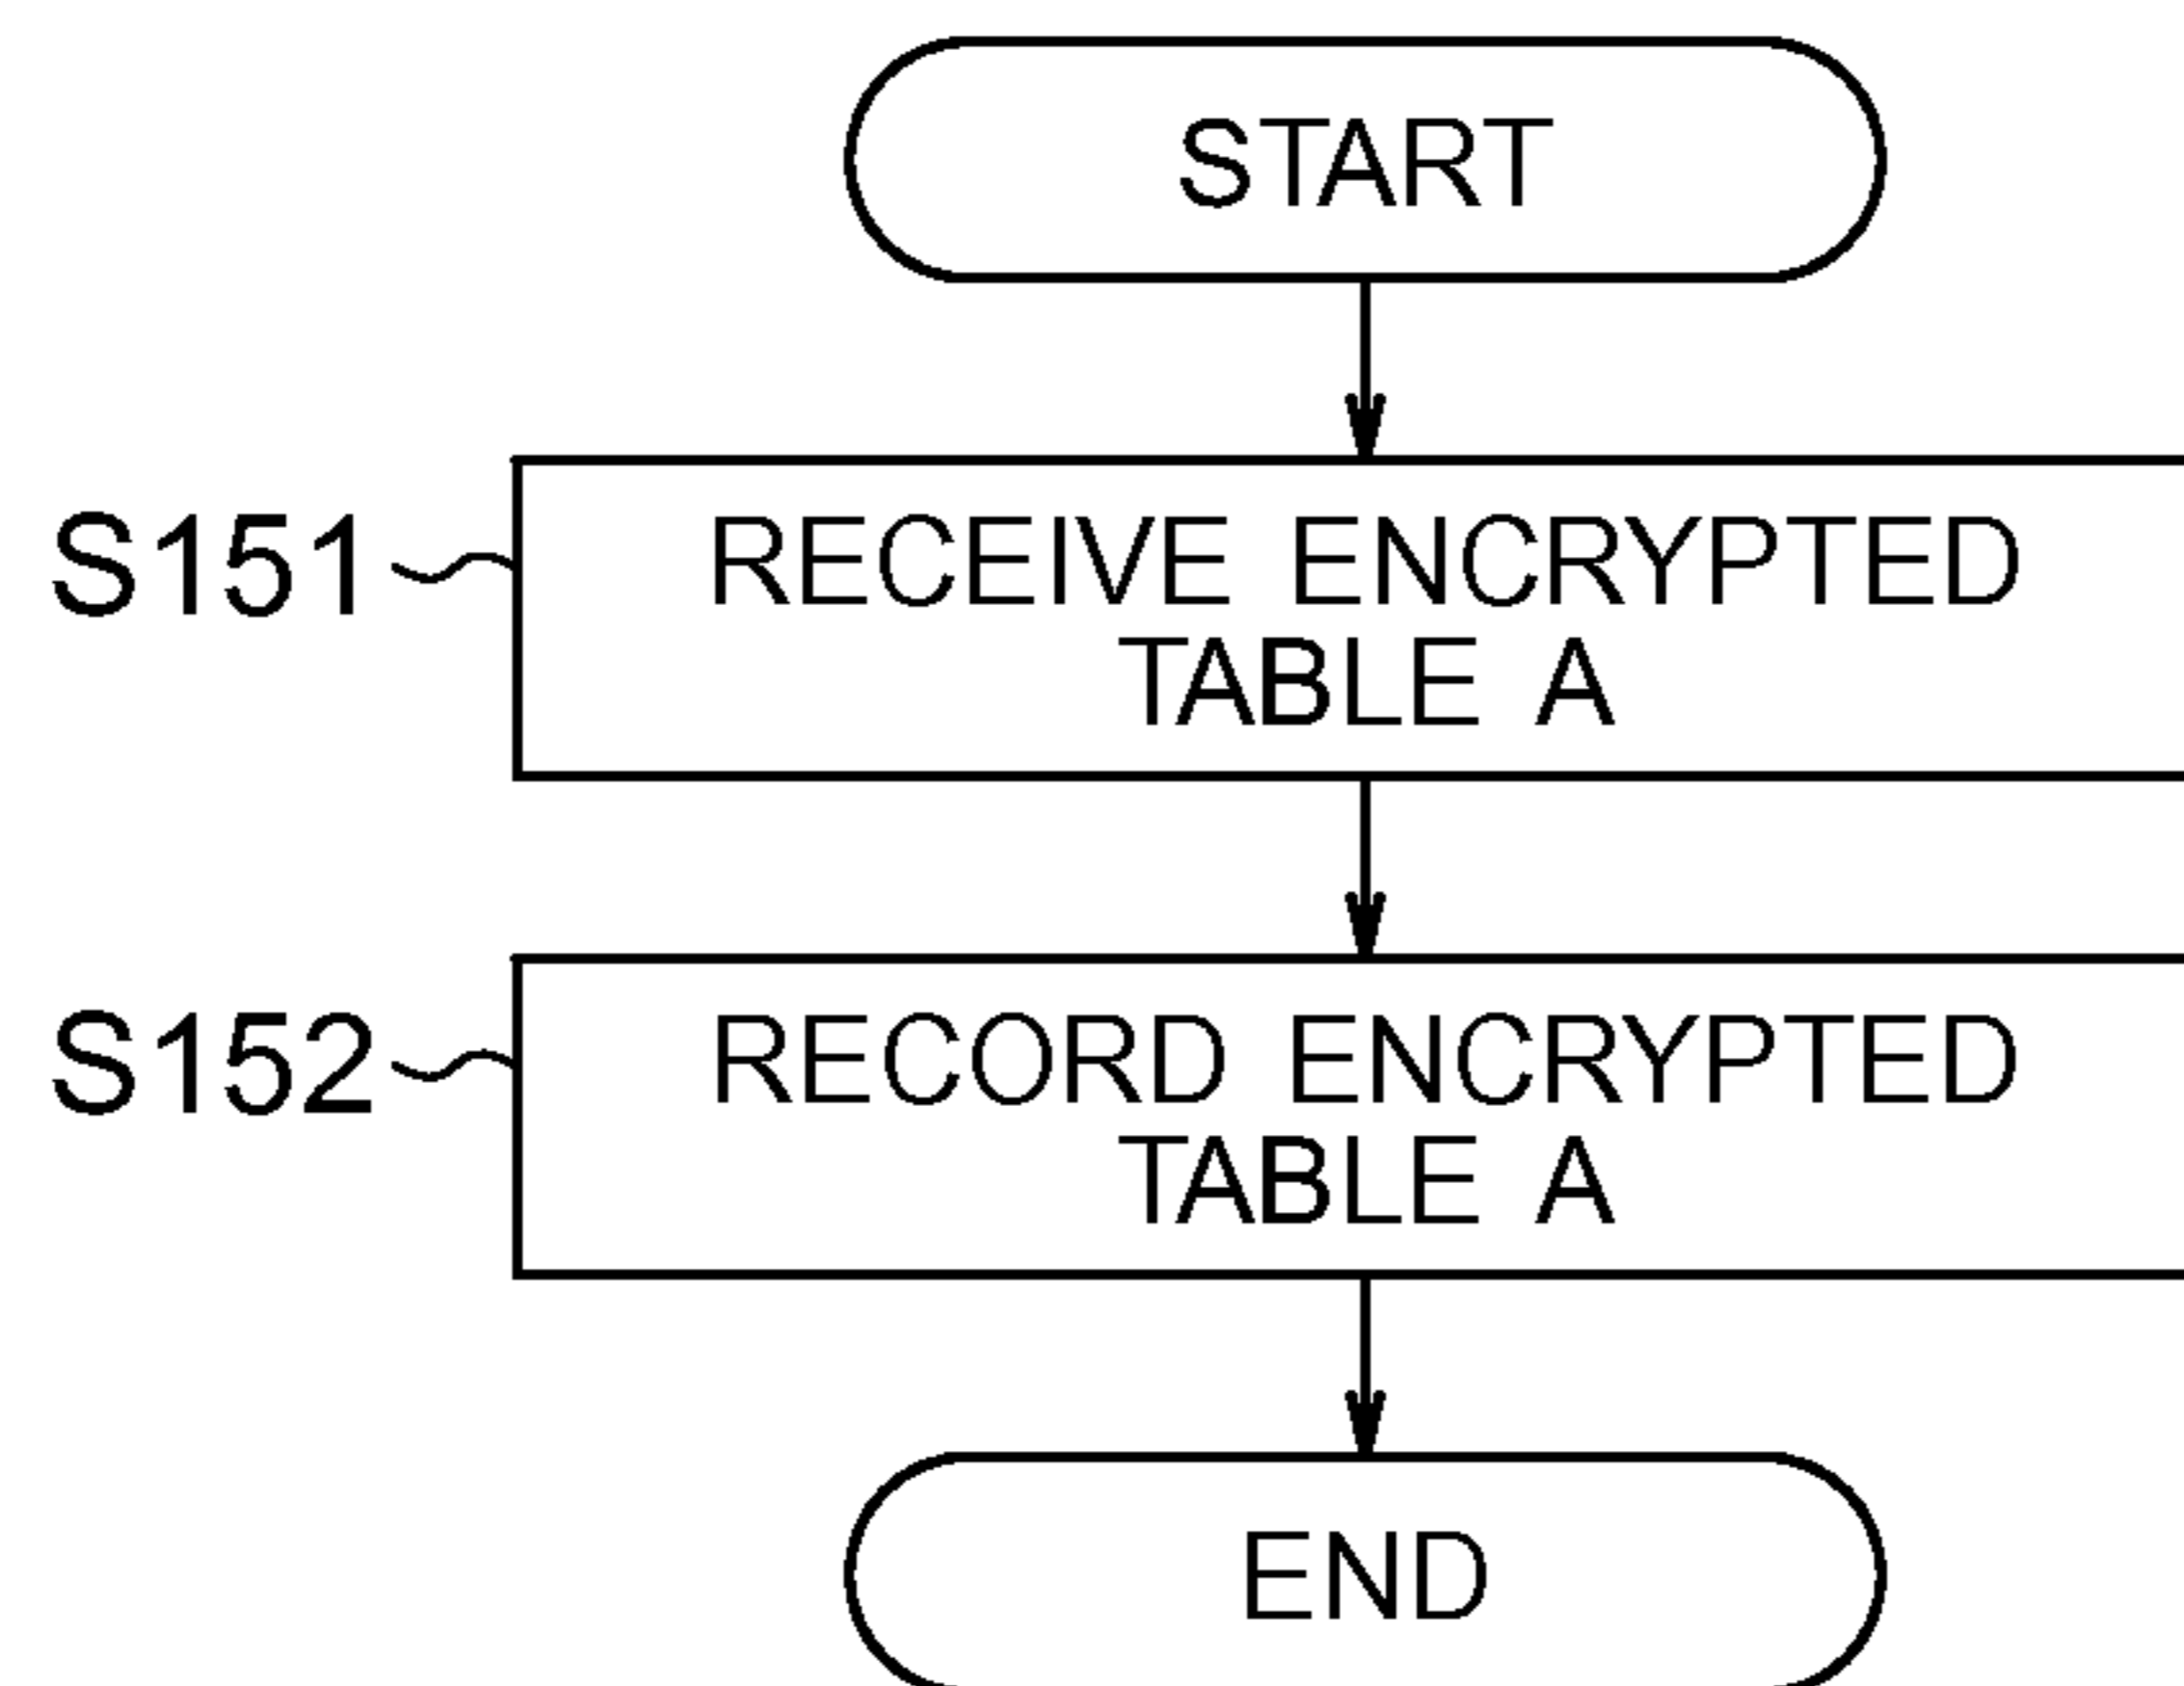 START
S151
RECEIVE ENCRYPTED
TABLE A
S152
RECORD ENCRYPTED
TABLE A
END